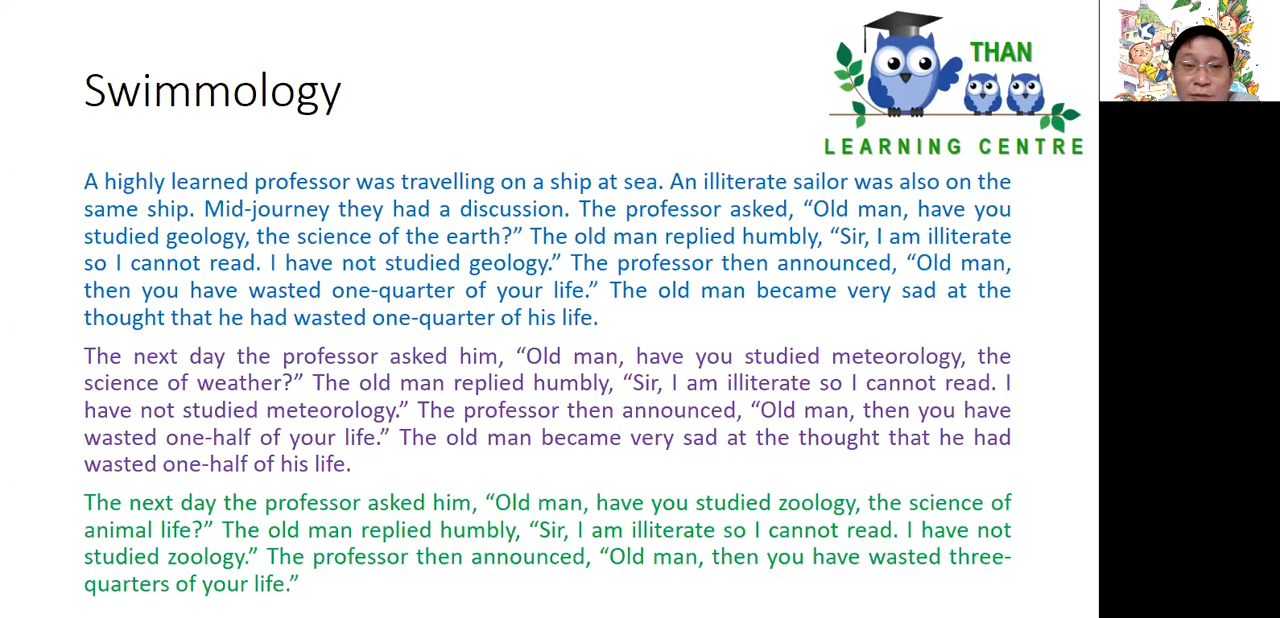 THAN
LEARNING CENTRE
Swimmology
A highly learned professor was travelling on a ship at sea. An illiterate sailor was also on the
same ship. Mid-journey they had a discussion. The professor asked, “Old man, have you
studied geology, the science of the earth?” The old man replied humbly, “Sir, I am illiterate
so I cannot read. I have not studied geology.” The professor then announced, “Old man,
then you have wasted one-quarter of your life.” The old man became very sad at the
thought that he had wasted one-quarter of his life.
The next day the professor asked him, “Old man, have you studied meteorology, the
science of weather?” The old man replied humbly, “Sir, I am illiterate so I cannot read. I
have not studied meteorology.” The professor then announced, “Old man, then you have
wasted one-half of your life.” The old man became very sad at the thought that he had
wasted one-half of his life.
The next day the professor asked him, “Old man, have you studied zoology, the science of
animal life?” The old man replied humbly, “Sir, I am illiterate so I cannot read. I have not
studied zoology.” The professor then announced, “Old man, then you have wasted three-
quarters of your life.”